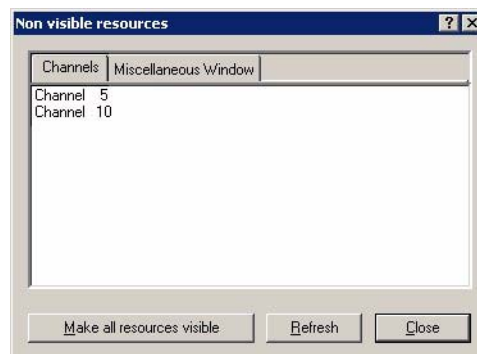 Non visible resources
Channels Miscellaneous Window
Channel 5
Channel 10
Make all resources visible Refresh Close